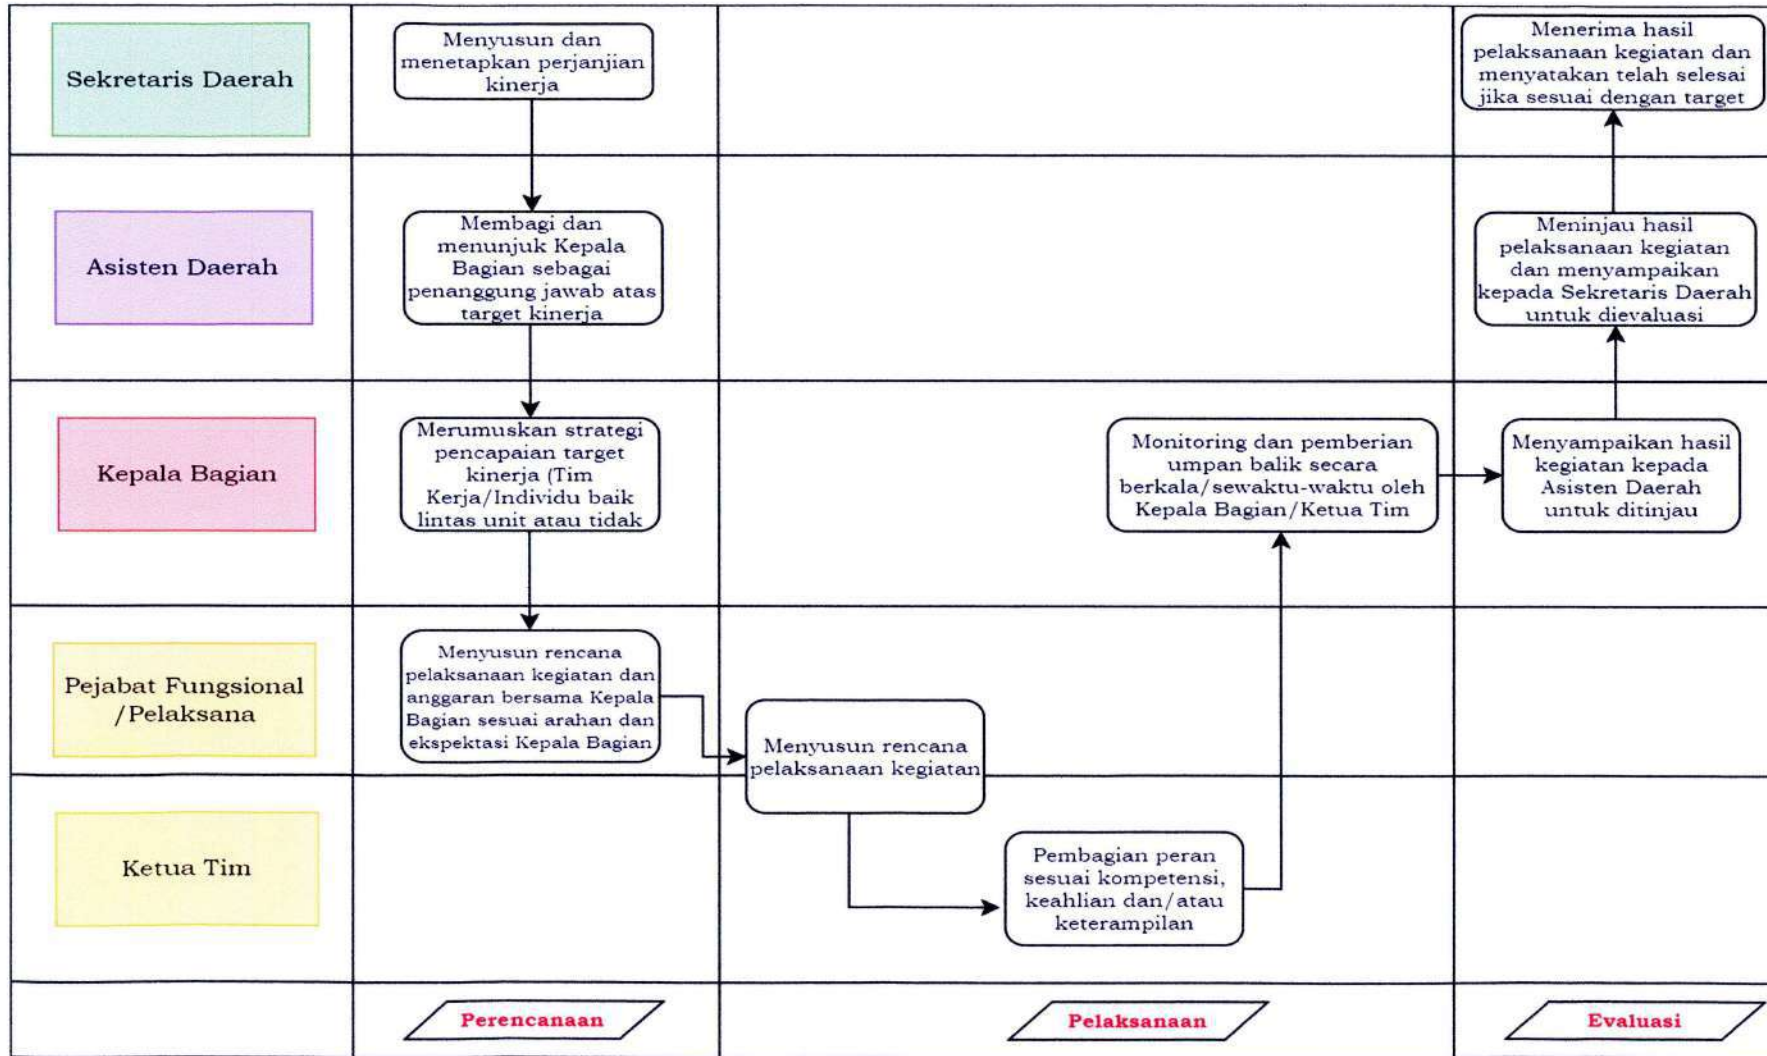 Sekretaris Daerah
Menyusun dan
menetapkan perjanjian
kinerja
Menerima hasil
pelaksanaan kegiatan dan
menyatakan telah selesai
jika sesuai dengan target
Asisten Daerah
Membagi dan
menunjuk Kepala
Bagian sebagai
penanggung jawab atas
target kinerja
Meninjau hasil
pelaksanaan kegiatan
dan menyampaikan
kepada Sekretaris Daerah
untuk dievaluasi
Kepala Bagian
Merumuskan strategi
pencapaian target
kinerja (Tim
Kerja/Individu baik
lintas unit atau tidak
Monitoring dan pemberian
umpan balik secara
berkala/sewaktu-waktu oleh
Kepala Bagian/Ketua Tim
Menyampaikan hasil
kegiatan kepada
Asisten Daerah
untuk ditinjau
Pejabat Fungsional
/Pelaksana
Menyusun rencana
pelaksanaan kegiatan dan
anggaran bersama Kepala
Bagian sesuai arahan dan
ekspektasi Kepala Bagian
Menyusun rencana
pelaksanaan kegiatan
Ketua Tim
Pembagian peran
sesuai kompetensi,
keahlian dan/atau
keterampilan
Perencanaan
Pelaksanaan
Evaluasi